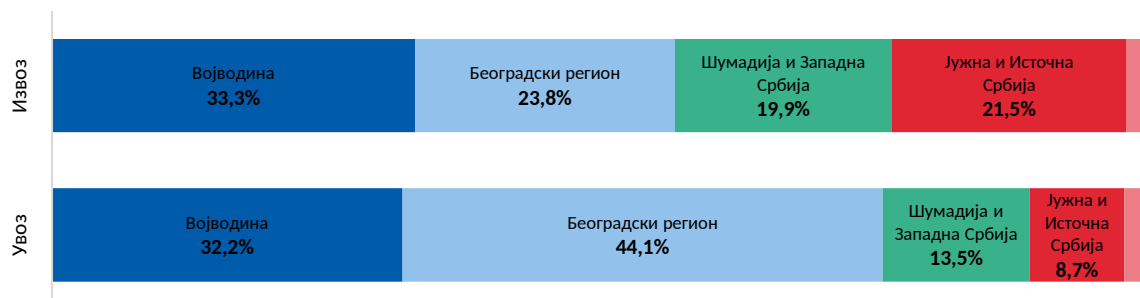 Извоз
Војводина
33,3%
Београдски регион
23,8%
Шумадија и Западна
Србија
19,9%
Јужна и Источна
Србија
21,5%
Увоз
Војводина
32,2%
Београдски регион
44,1%
Шумадија и
Западна Србија
13,5%
Јужна и
Источна
Србија
8,7%